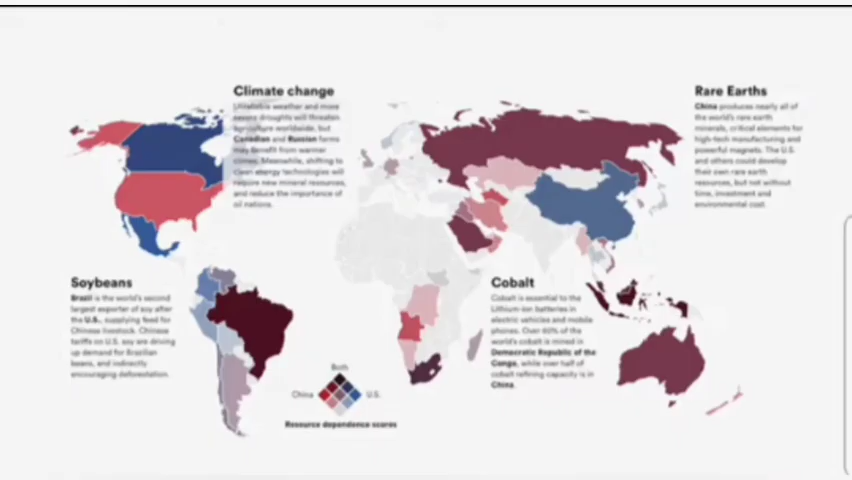 Climate change
Unreliable weather and more
severe droughts will threaten
agriculture worldwide, but
Canadian and Russian farms
may benefit from warmer
climes. Meanwhile, shifting to
clean energy technologies will
require new mineral resources,
and reduce the importance of
oil nations.
Rare Earths
China produces nearly all of
the world's rare earth
minerals, critical elements for
high-tech manufacturing and
powerful magnets. The U.S.
and others could develop
their own rare earth
resources, but not without
time, investment and
environmental cost.
Soybeans
Brazil is the world's second
largest exporter of soy after
the U.S., supplying feed for
Chinese livestock. Chinese
tariffs on U.S. soy are driving
up demand for Brazilian
beans, and indirectly
encouraging deforestation.
Cobalt
Cobalt is essential to the
Lithium-ion batteries in
electric vehicles and mobile
phones. Over 60% of the
world's cobalt is mined in
Democratic Republic of the
Congo, while over half of
cobalt refining capacity is in
China.
Both
China
U.S.
Resource dependence scores